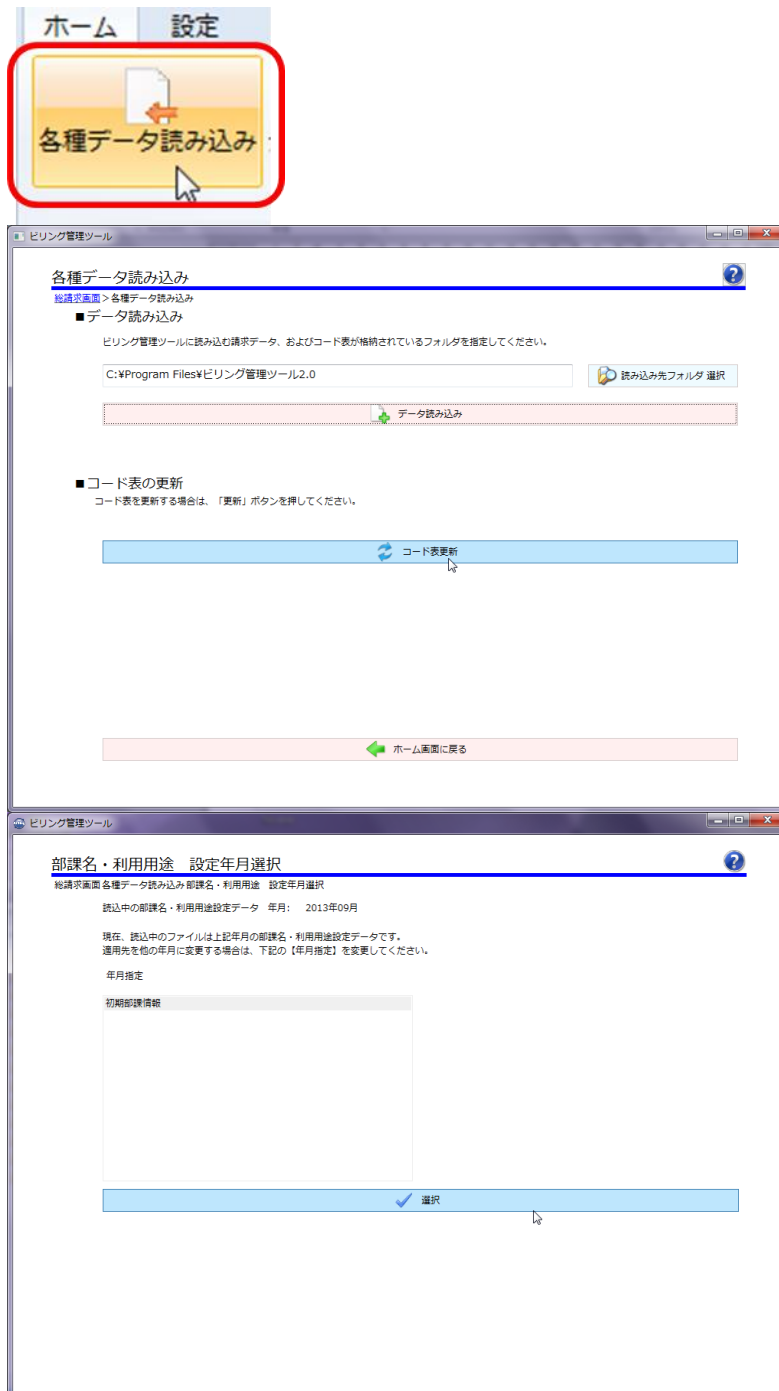 ホーム 設定
各種データ読み込み
ビリング管理ツール
各種データ読み込み
総請求画面>各種データ読み込み
■データ読み込み
ビリング管理ツールに読み込む請求データ、およびコード表が格納されているフォルダを指定してください。
C:¥Program Files¥ビリング管理ツール2.0 読み込み先フォルダ 選択
データ読み込み
■コード表の更新
コード表を更新する場合は、「更新」ボタンを押してください。
コード表更新
ホーム画面に戻る
ビリング管理ツール
部課名・利用用途 設定年月選択
総請求画面 各種データ読み込み 部課名・利用用途 設定年月選択
読込中の部課名・利用用途設定データ 年月: 2013年09月
現在、読込中のファイルは上記年月の部課名・利用用途設定データです。
適用先を他の年月に変更する場合は、下記の【年月指定】を変更してください。
年月指定
初期部課情報
選択